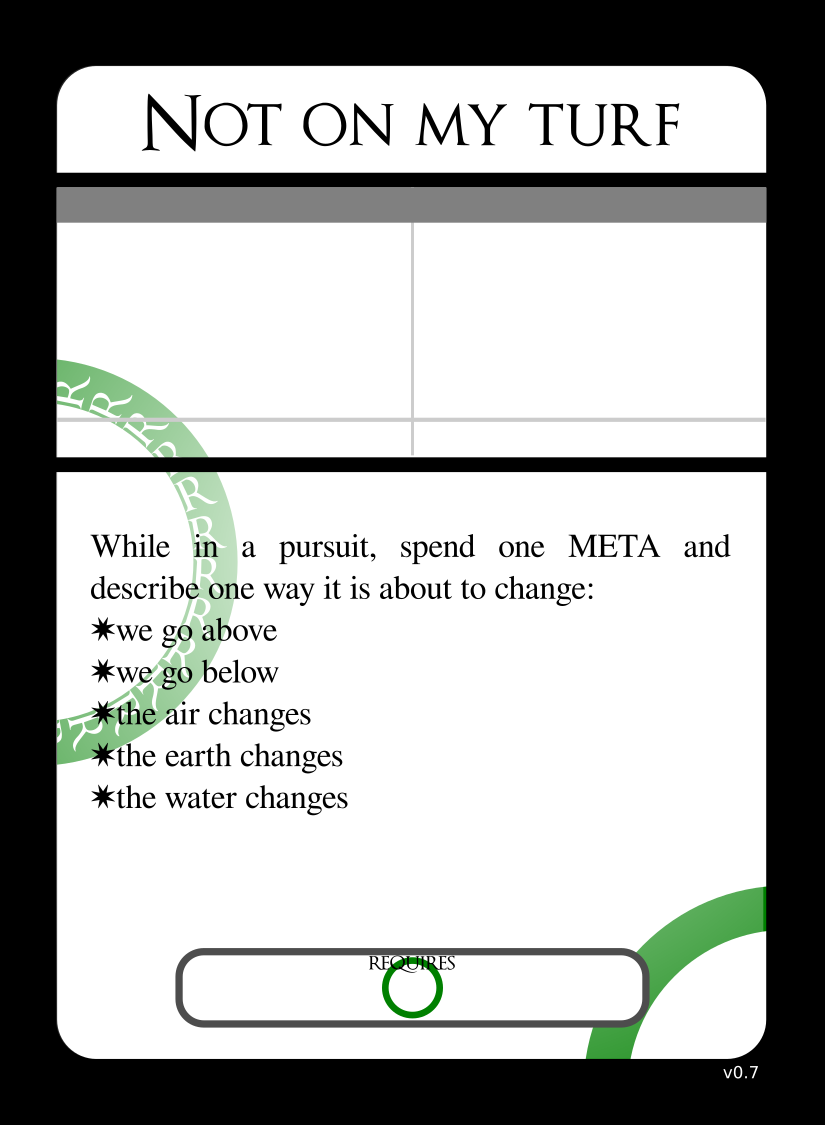 Not on my turf
While in a pursuit, spend one META and
describe one way it is about to change:
✷we go above
✷we go below
✷the air changes
✷the earth changes
✷the water changes
REQUIRES
v0.7
R R R R R R R R R R R R R